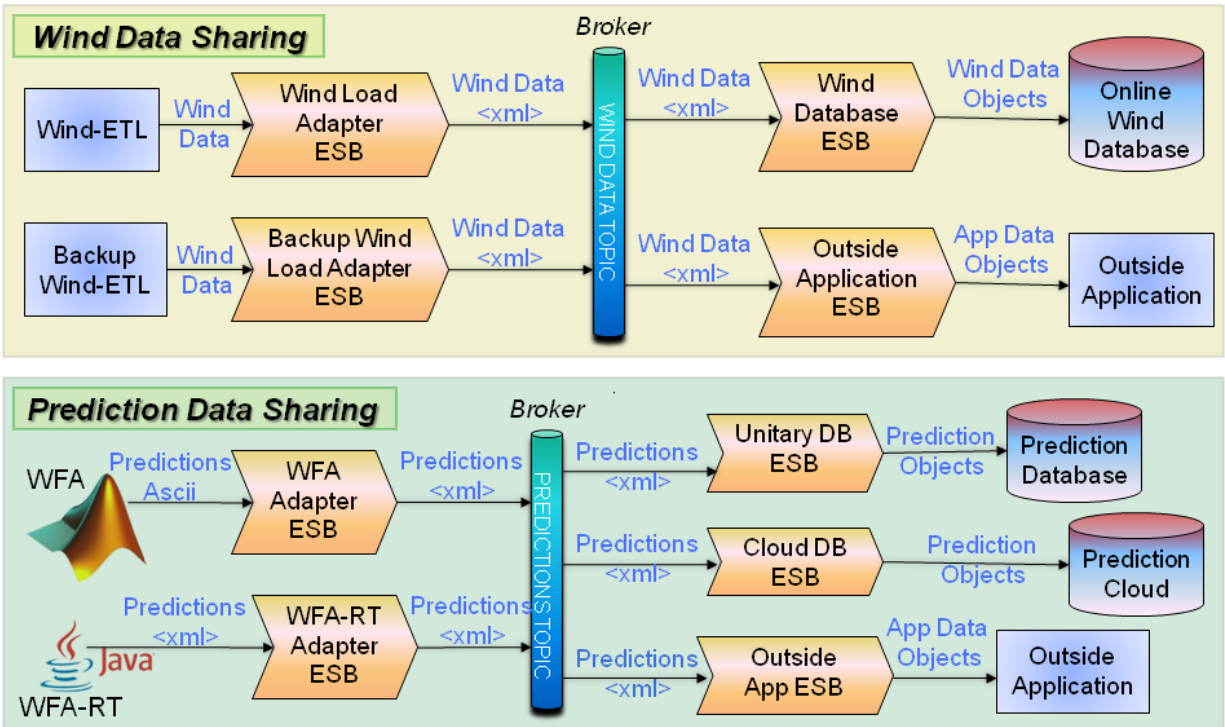 Wind Data Sharing
Broker
Wind-ETL
Wind
Data
Wind Load
Adapter
ESB
Wind Data
<xml>
WIND DATA TOPIC
Wind Data
<xml>
Wind
Database
ESB
Wind Data
Objects
Online
Wind
Database
Backup
Wind-ETL
Wind
Data
Backup Wind
Load Adapter
ESB
Wind Data
<xml>
Wind Data
<xml>
Outside
Application
ESB
App Data
Objects
Outside
Application
Prediction Data Sharing
Broker
WFA
Predictions
Ascii
WFA
Adapter
ESB
Predictions
<xml>
PREDICTIONS TOPIC
Predictions
<xml>
Unitary DB
ESB
Prediction
Objects
Prediction
Database
Predictions
<xml>
Cloud DB
ESB
Prediction
Objects
Prediction
Cloud
Java
WFA-RT
Predictions
<xml>
WFA-RT
Adapter
ESB
Predictions
<xml>
Predictions
<xml>
Outside
App ESB
App Data
Objects
Outside
Application